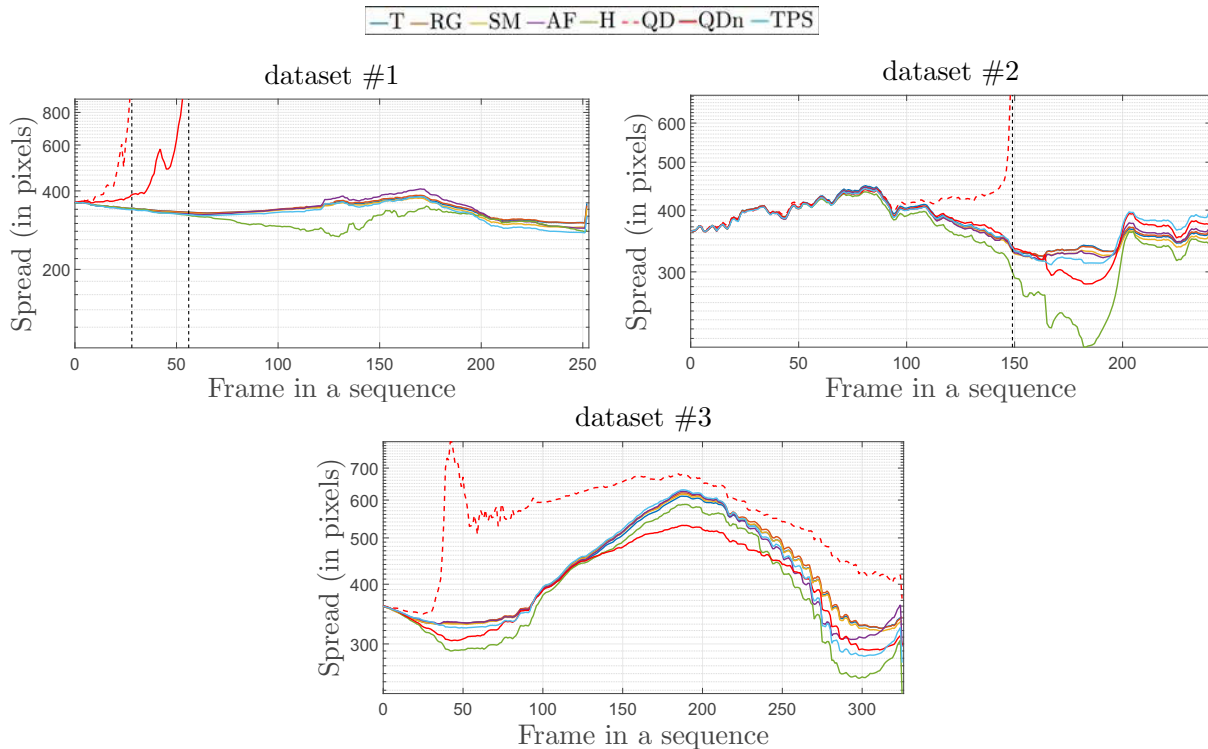 T RG SM AF H QD QDn TPS
dataset #1
Spread (in pixels)
800
600
400
200
0 50 100 150 200 250
Frame in a sequence
dataset #2
Spread (in pixels)
600
500
400
300
0 50 100 150 200
Frame in a sequence
dataset #3
Spread (in pixels)
700
600
500
400
300
0 50 100 150 200 250 300
Frame in a sequence